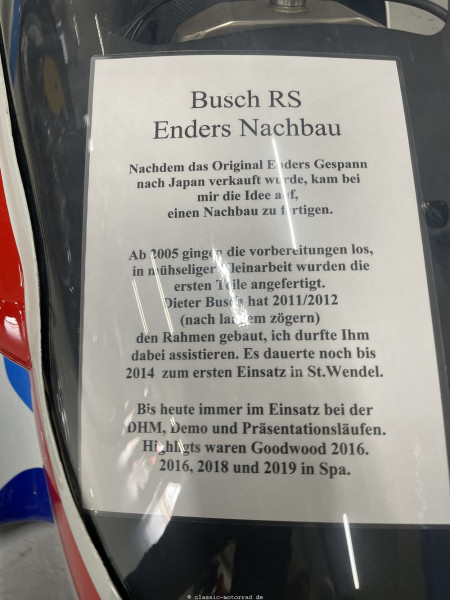 Busch RS
Enders Nachbau
Nachdem das Original Enders Gespann
nach Japan verkauft wurde, kam bei
mir die Idee auf,
einen Nachbau zu fertigen.
Ab 2005 gingen die vorbereitungen los,
in mühseliger Kleinarbeit wurden die
ersten Teile angefertigt.
Dieter Busch hat 2011/2012
(nach langem zögern)
den Rahmen gebaut, ich durfte Ihm
dabei assistieren. Es dauerte noch bis
2014 zum ersten Einsatz in St.Wendel.
Bis heute immer im Einsatz bei der
DHM, Demo und Präsentationsläufen.
Highligts waren Goodwood 2016.
2016, 2018 und 2019 in Spa.
© classic-motorrad.de